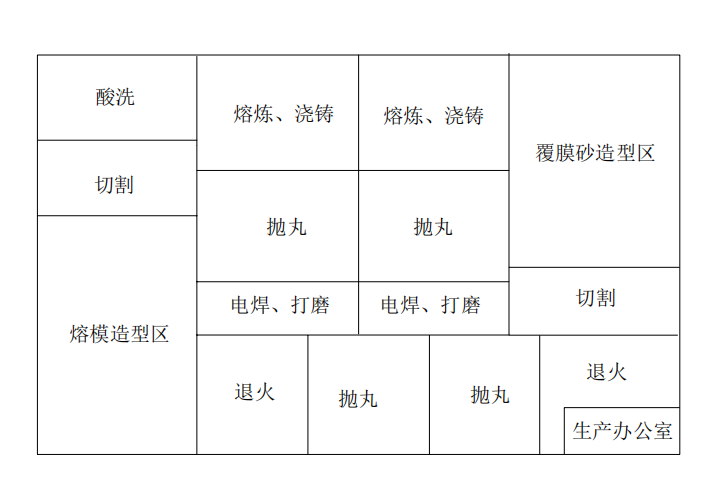 酸洗
熔炼、浇铸
熔炼、浇铸
覆膜砂造型区
切割
抛丸
抛丸
切割
电焊、打磨
电焊、打磨
熔模造型区
退火
抛丸
抛丸
退火
生产办公室